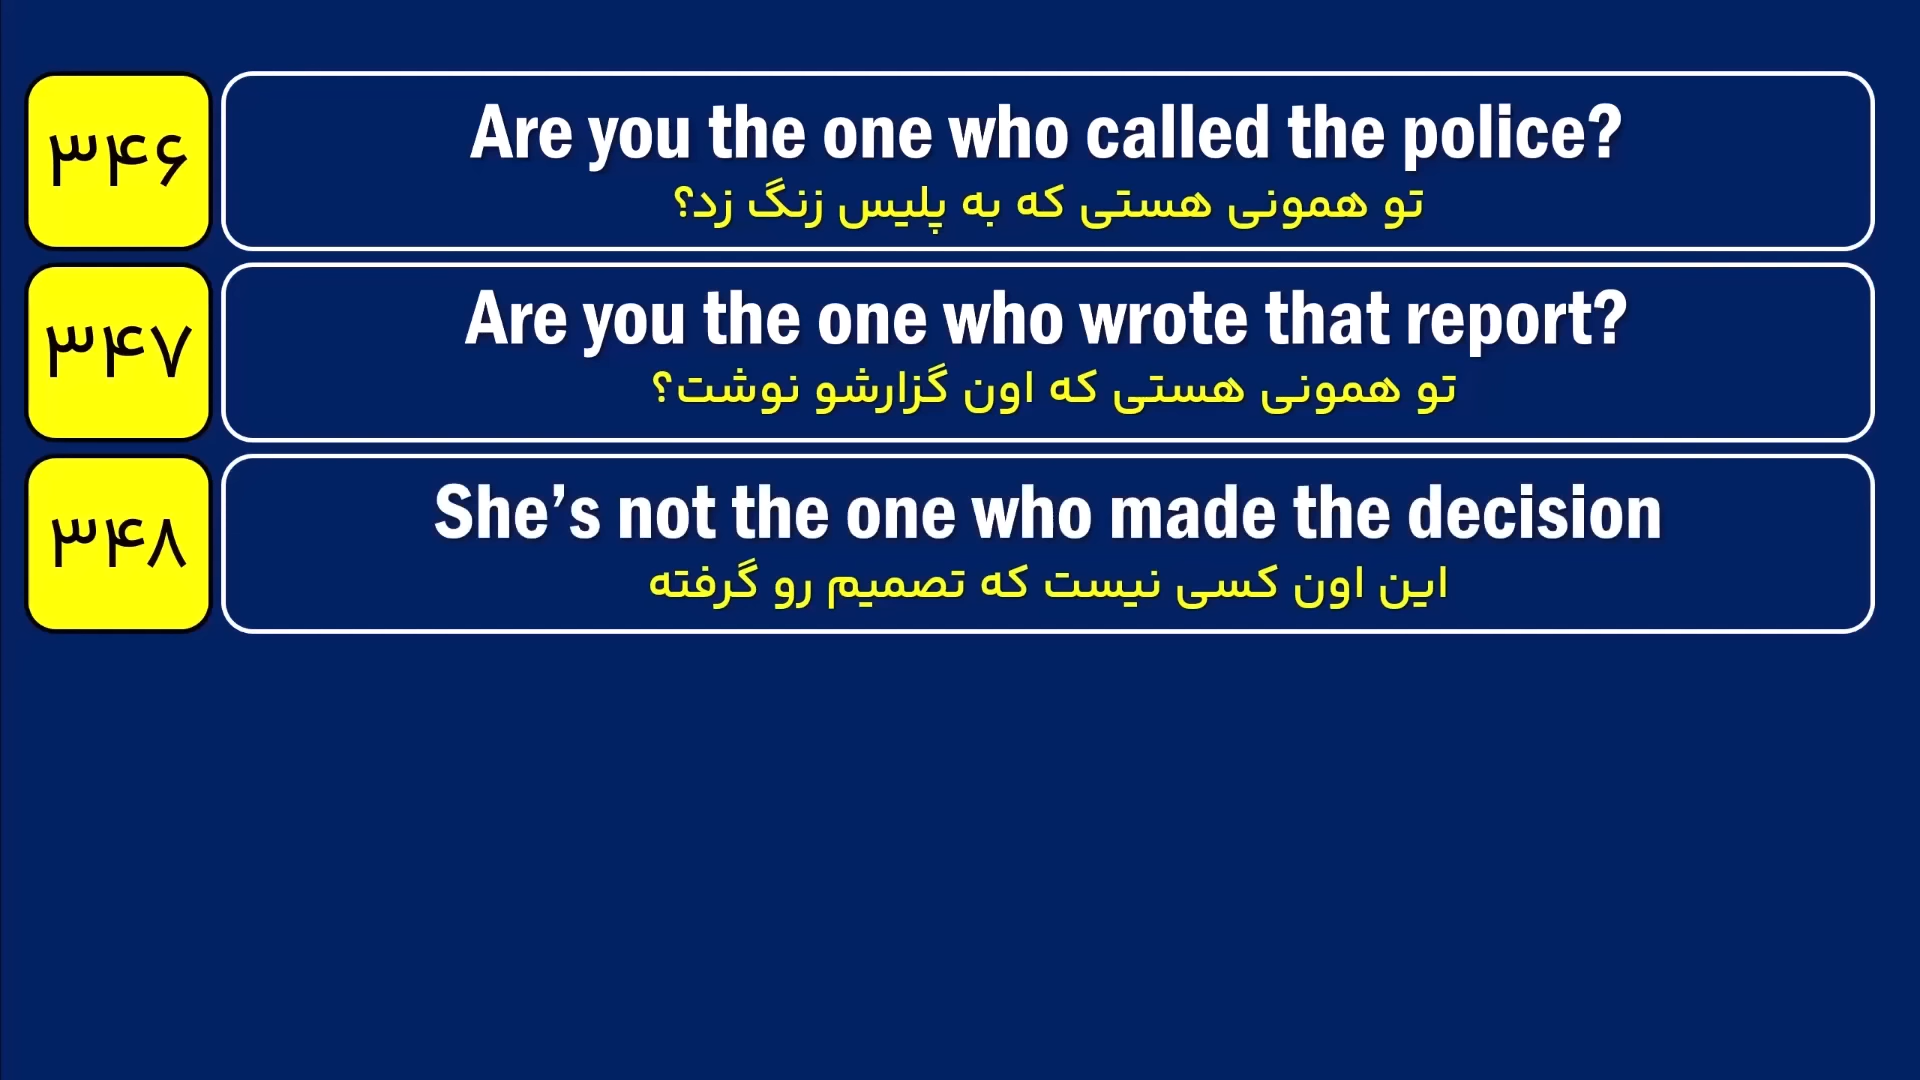 ۳۴۶
Are you the one who called the police?
تو همونی هستی که به پلیس زنگ زد؟
۳۴۷
Are you the one who wrote that report?
تو همونی هستی که اون گزارشو نوشت؟
۳۴۸
She’s not the one who made the decision
این اون کسی نیست که تصمیم رو گرفته